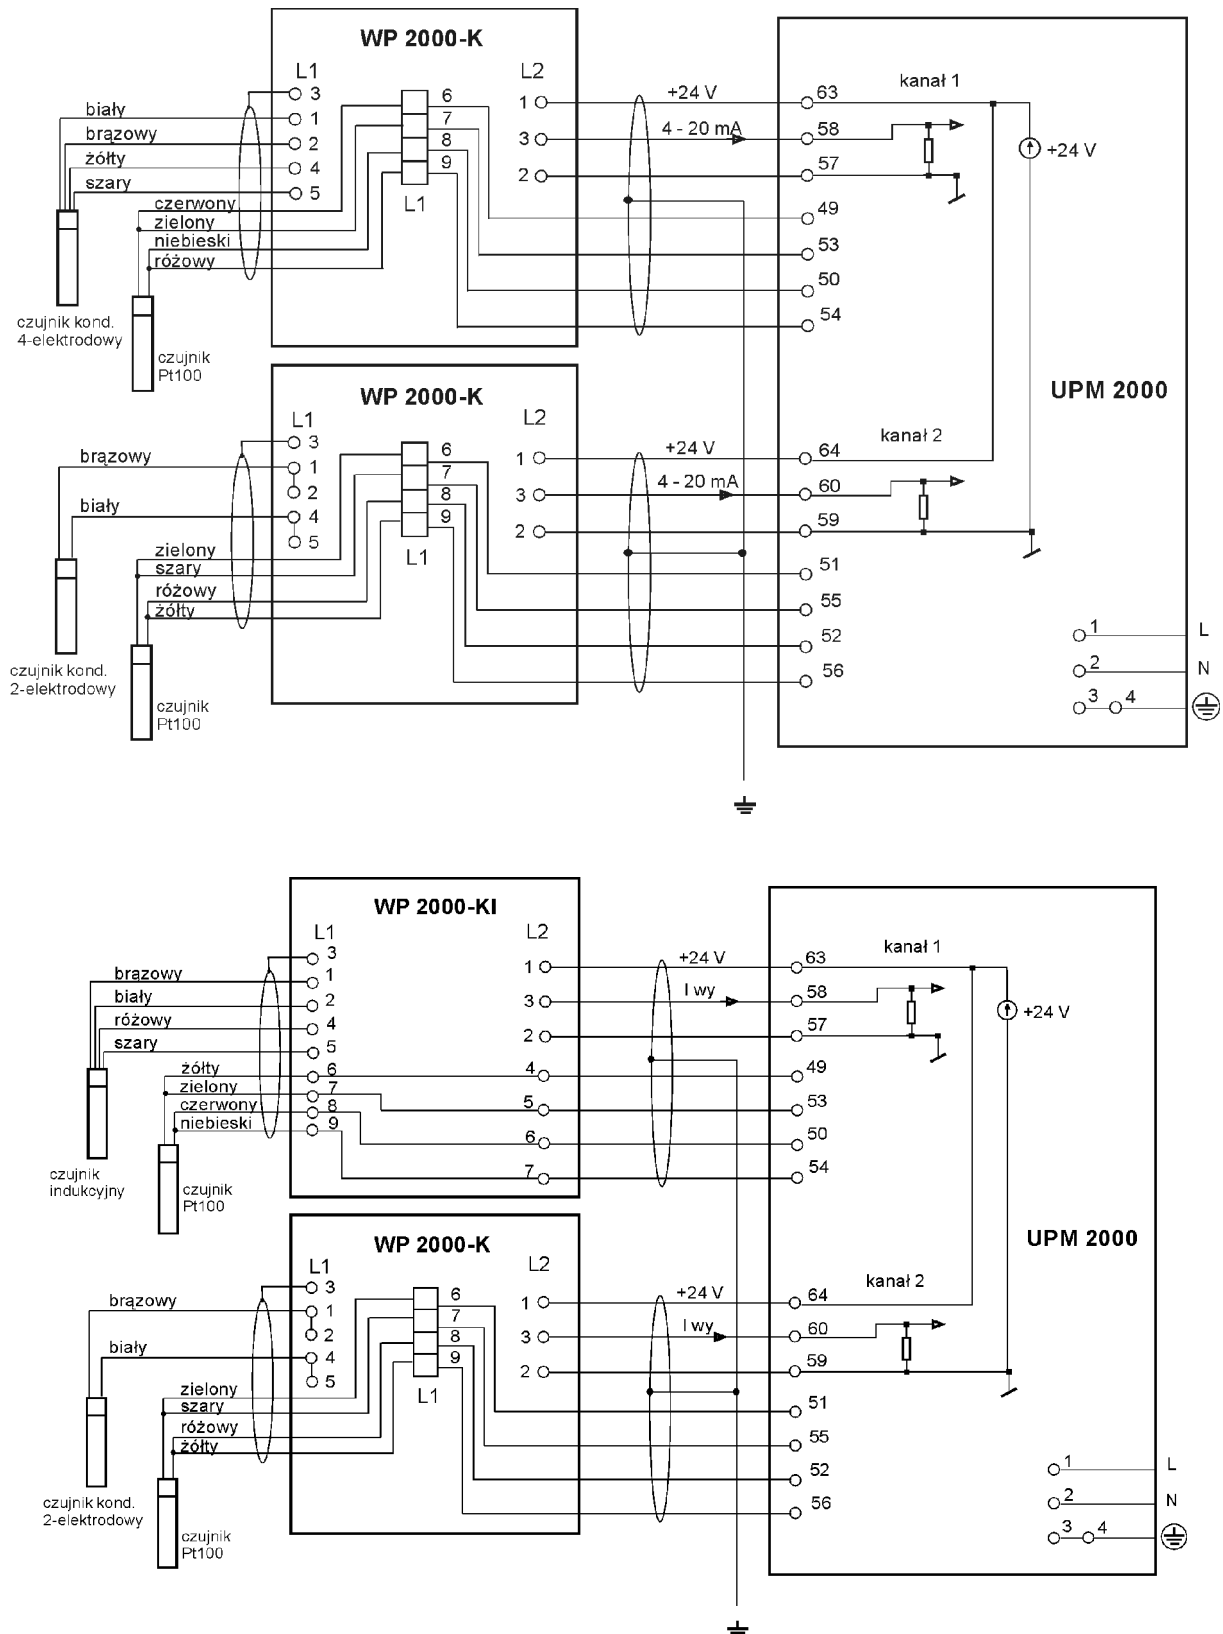 WP 2000-K
L1
L2
3
biały
1
brązowy
2
żółty
4
szary
5
czerwony
zielony
niebieski
różowy
6
7
8
9
L1
1
3
2
+24 V
4 - 20 mA
63
58
57
49
53
50
54
kanał 1
+24 V
czujnik kond.
4-elektrodowy
czujnik
Pt100
UPM 2000
WP 2000-K
L1
L2
3
brązowy
1
2
biały
4
5
zielony
szary
różowy
żółty
6
7
8
9
L1
1
3
2
+24 V
4 - 20 mA
64
60
59
51
55
52
56
kanał 2
czujnik kond.
2-elektrodowy
czujnik
Pt100
1
L
2
N
3
4
WP 2000-KI
L1
L2
3
brązowy
1
biały
2
różowy
4
szary
5
żółty
6
zielony
7
czerwony
8
niebieski
9
1
3
2
4
5
6
7
+24 V
I wy
63
58
57
49
53
50
54
kanał 1
+24 V
czujnik
indukcyjny
czujnik
Pt100
UPM 2000
WP 2000-K
L1
L2
3
brązowy
1
2
biały
4
5
zielony
szary
różowy
żółty
6
7
8
9
L1
1
3
2
+24 V
I wy
64
60
59
51
55
52
56
kanał 2
czujnik kond.
2-elektrodowy
czujnik
Pt100
1
L
2
N
3
4